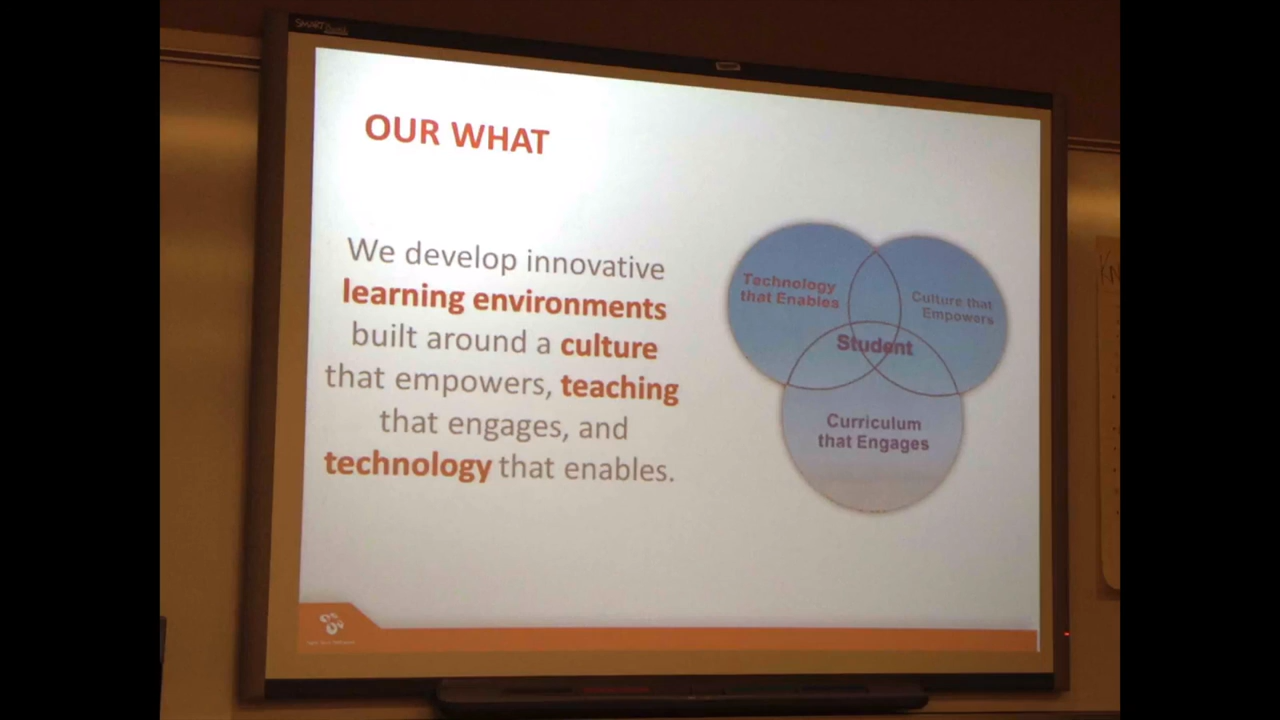 SMART
OUR WHAT
We develop innovative
learning environments
built around a culture
that empowers, teaching
that engages, and
technology that enables.
Technology
that Enables
Culture that
Empowers
Student
Curriculum
that Engages